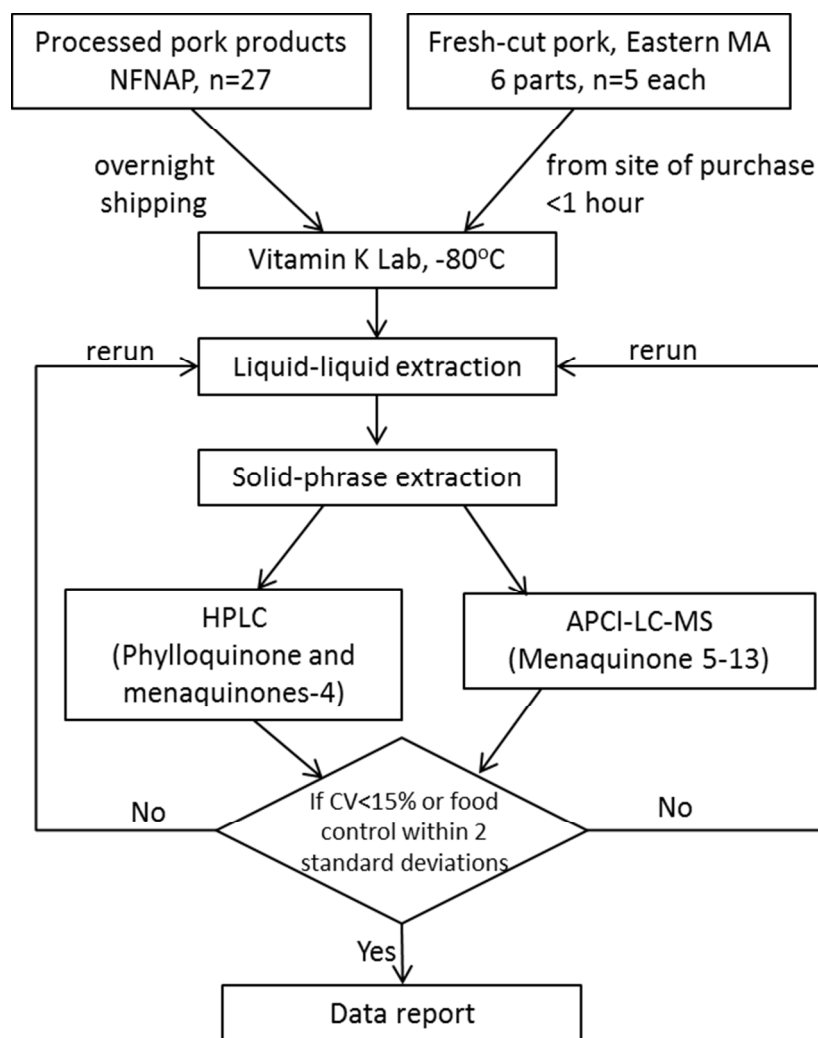 Processed pork products
NFNAP, n=27
Fresh-cut pork, Eastern MA
6 parts, n=5 each
overnight
shipping
from site of purchase
<1 hour
Vitamin K Lab, -80°C
rerun
Liquid-liquid extraction
rerun
Solid-phrase extraction
HPLC
(Phylloquinone and
menaquinones-4)
APCI-LC-MS
(Menaquinone 5-13)
No
If CV<15% or food
control within 2
standard deviations
No
Yes
Data report